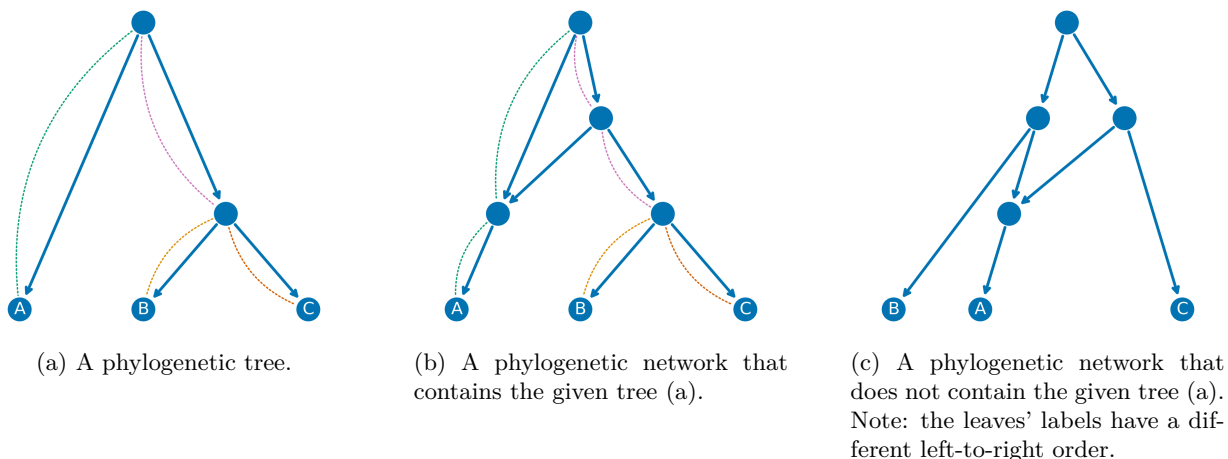 A
B
C
A
B
C
B
A
C
(a) A phylogenetic tree.
(b) A phylogenetic network that
contains the given tree (a).
(c) A phylogenetic network that
does not contain the given tree (a).
Note: the leaves' labels have a dif-
ferent left-to-right order.